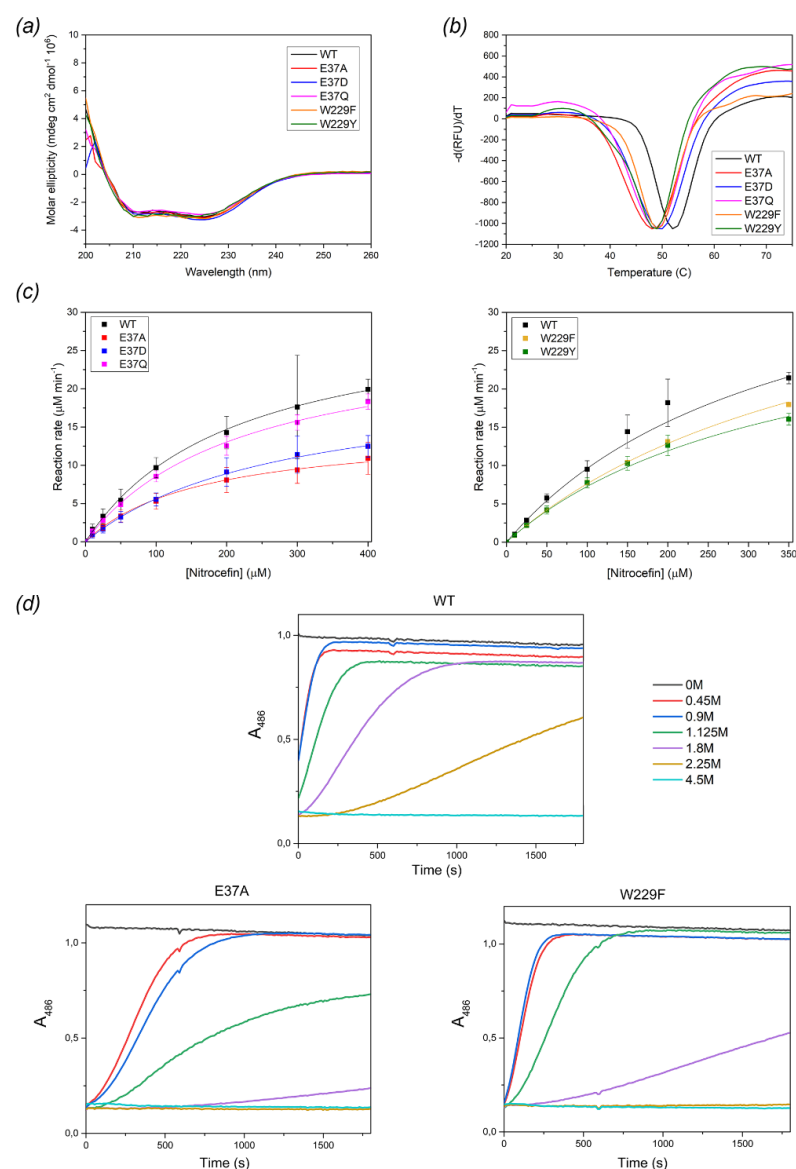 (a)
Molar ellipticity (mdeg cm² dmol⁻¹ 10⁶)
4
2
0
-2
-4
200 210 220 230 240 250 260
Wavelength (nm)
WT
E37A
E37D
E37Q
W229F
W229Y
(b)
-d(RFU)/dT
800
600
400
200
0
-200
-400
-600
-800
-1000
-1200
20 30 40 50 60 70
Temperature (C)
WT
E37A
E37D
E37Q
W229F
W229Y
(c)
Reaction rate (μM min⁻¹)
30
25
20
15
10
5
0
0 100 200 300 400
[Nitrocefin] (μM)
WT
E37A
E37D
E37Q
Reaction rate (μM min⁻¹)
30
25
20
15
10
5
0
0 50 100 150 200 250 300 350
[Nitrocefin] (μM)
WT
W229F
W229Y
(d)
WT
A₄₈₆
1,0
0,5
0,0
0 500 1000 1500
Time (s)
0M
0.45M
0.9M
1.125M
1.8M
2.25M
4.5M
E37A
A₄₈₆
1,0
0,5
0,0
0 500 1000 1500
Time (s)
W229F
A₄₈₆
1,0
0,5
0,0
0 500 1000 1500
Time (s)